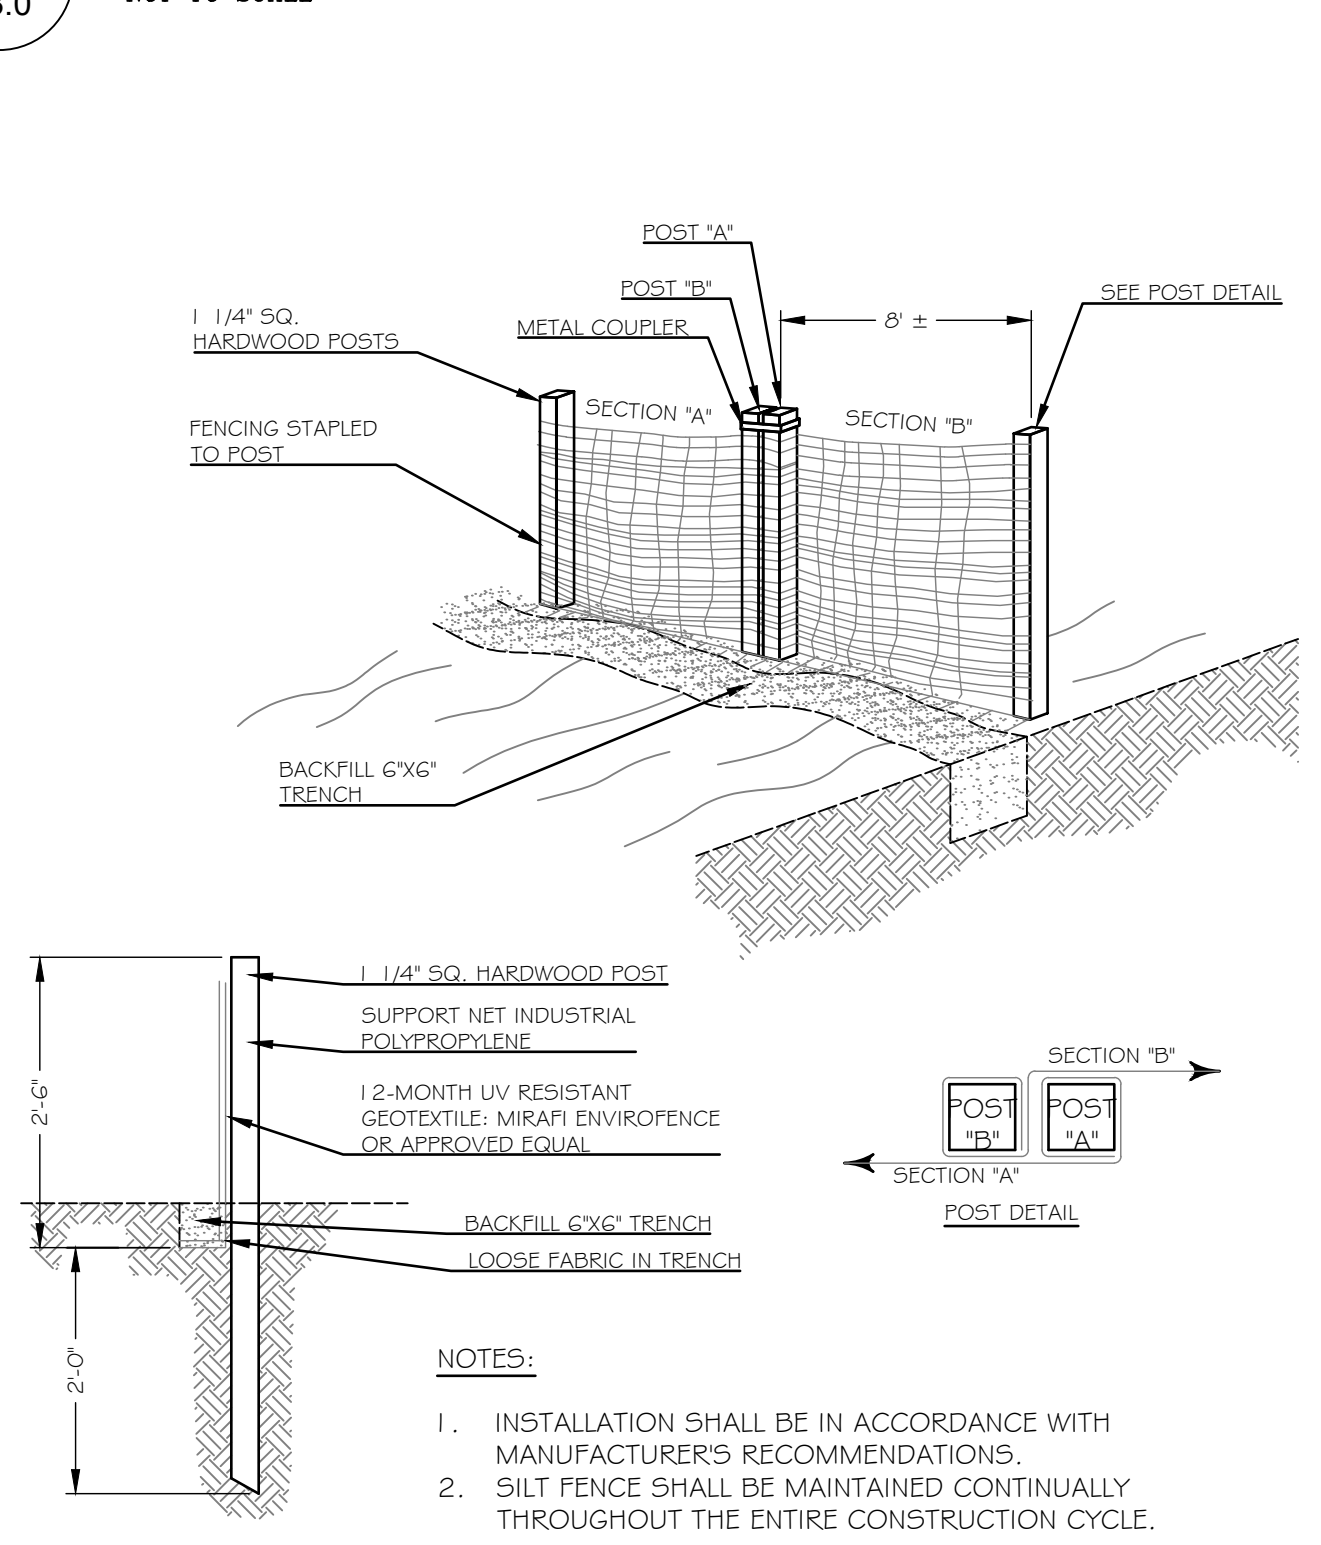 POST "A"
POST "B"
METAL COUPLER
8' ±
SEE POST DETAIL
1 1/4" SQ.
HARDWOOD POSTS
SECTION "A"
SECTION "B"
FENCING STAPLED
TO POST
BACKFILL 6"X6"
TRENCH
1 1/4" SQ. HARDWOOD POST
SUPPORT NET INDUSTRIAL
POLYPROPYLENE
12-MONTH UV RESISTANT
GEOTEXTILE: MIRAFI ENVIROFENCE
OR APPROVED EQUAL
2'-6"
BACKFILL 6"X6" TRENCH
LOOSE FABRIC IN TRENCH
2'-0"
SECTION "B"
POST
"B"
POST
"A"
SECTION "A"
POST DETAIL
NOTES:
1. INSTALLATION SHALL BE IN ACCORDANCE WITH
MANUFACTURER'S RECOMMENDATIONS.
2. SILT FENCE SHALL BE MAINTAINED CONTINUALLY
THROUGHOUT THE ENTIRE CONSTRUCTION CYCLE.